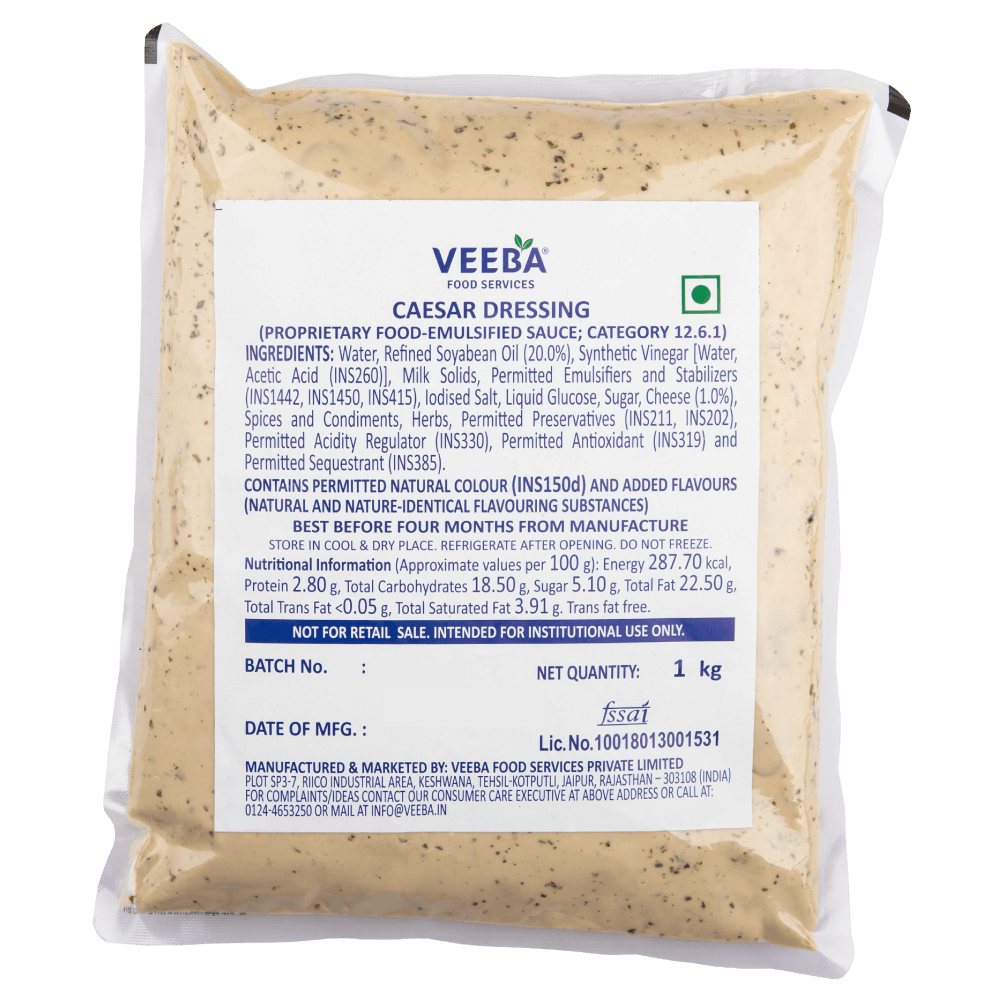 VEEBA®
FOOD SERVICES
CAESAR DRESSING
(PROPRIETARY FOOD-EMULSIFIED SAUCE; CATEGORY 12.6.1)
INGREDIENTS: Water, Refined Soyabean Oil (20.0%), Synthetic Vinegar [Water,
Acetic Acid (INS260)], Milk Solids, Permitted Emulsifiers and Stabilizers
(INS1442, INS1450, INS415), Iodised Salt, Liquid Glucose, Sugar, Cheese (1.0%),
Spices and Condiments, Herbs, Permitted Preservatives (INS211, INS202),
Permitted Acidity Regulator (INS330), Permitted Antioxidant (INS319) and
Permitted Sequestrant (INS385).
CONTAINS PERMITTED NATURAL COLOUR (INS150d) AND ADDED FLAVOURS
(NATURAL AND NATURE-IDENTICAL FLAVOURING SUBSTANCES)
BEST BEFORE FOUR MONTHS FROM MANUFACTURE
STORE IN COOL & DRY PLACE. REFRIGERATE AFTER OPENING. DO NOT FREEZE.
Nutritional Information (Approximate values per 100 g): Energy 287.70 kcal,
Protein 2.80 g, Total Carbohydrates 18.50 g, Sugar 5.10 g, Total Fat 22.50 g,
Total Trans Fat <0.05 g, Total Saturated Fat 3.91 g. Trans fat free.
NOT FOR RETAIL SALE. INTENDED FOR INSTITUTIONAL USE ONLY.
BATCH No. :
NET QUANTITY: 1 kg
fssai
DATE OF MFG. :
Lic.No.10018013001531
MANUFACTURED & MARKETED BY: VEEBA FOOD SERVICES PRIVATE LIMITED
PLOT SP3-7, RIICO INDUSTRIAL AREA, KESHWANA, TEHSIL-KOTPUTLI, JAIPUR, RAJASTHAN – 303108 (INDIA)
FOR COMPLAINTS/IDEAS CONTACT OUR CONSUMER CARE EXECUTIVE AT ABOVE ADDRESS OR CALL AT:
0124-4653250 OR MAIL AT INFO@VEEBA.IN